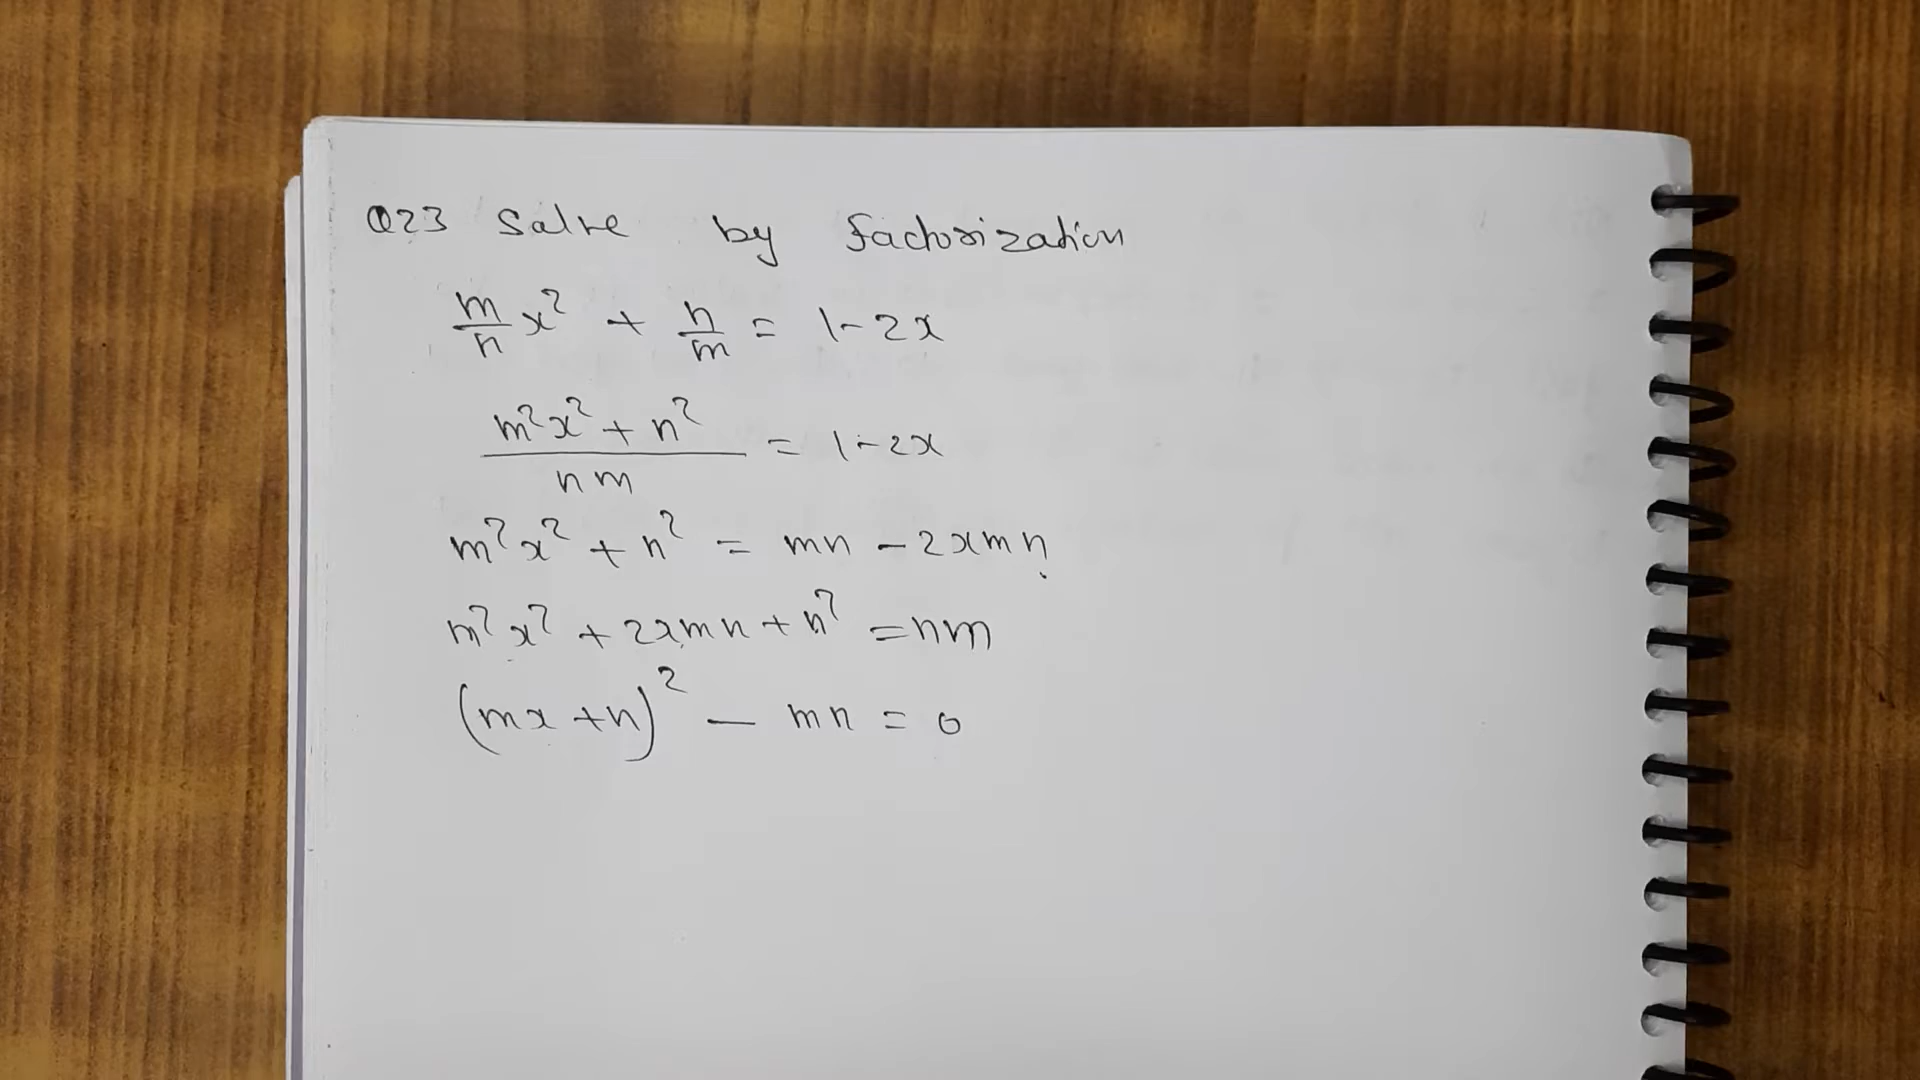 Q23 Solve by factorization
m/n x² + n/m = 1-2x
m²x² + n² / nm = 1-2x
m²x² + n² = mn - 2xmn
m²x² + 2xmn + n² = nm
(mx + n)² - mn = 0